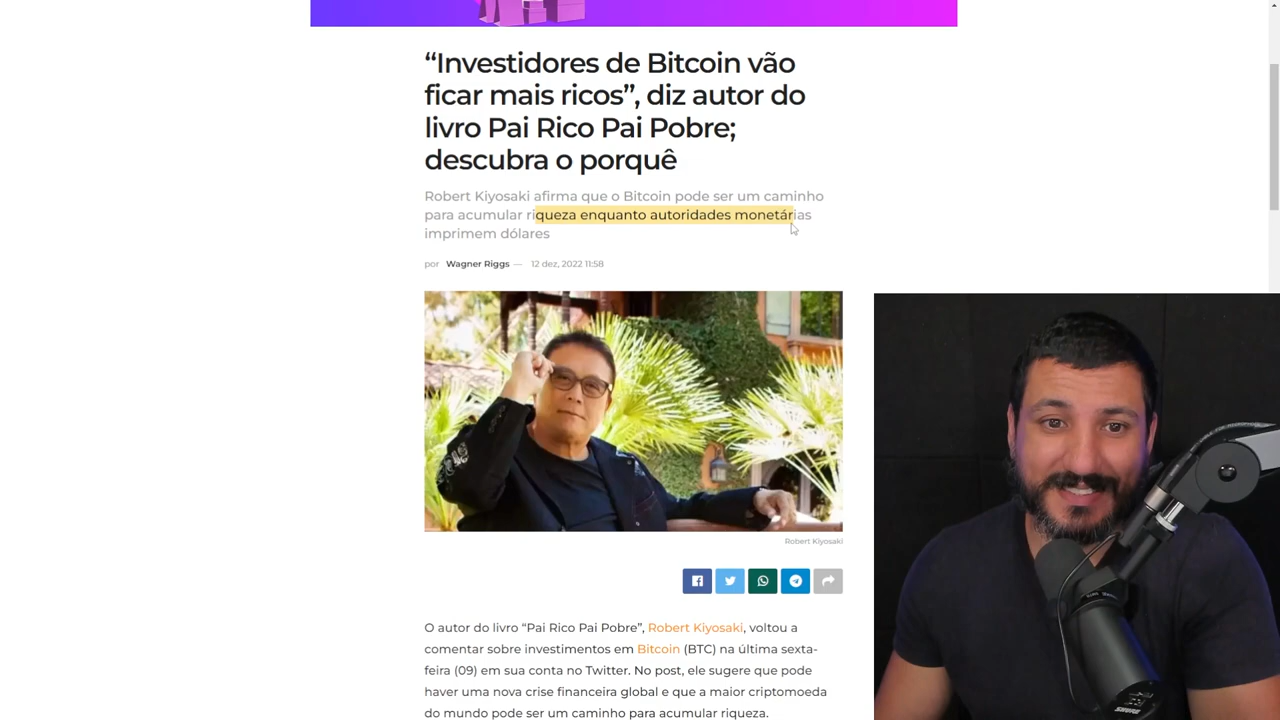 “Investidores de Bitcoin vão
ficar mais ricos”, diz autor do
livro Pai Rico Pai Pobre;
descubra o porquê
Robert Kiyosaki afirma que o Bitcoin pode ser um caminho
para acumular riqueza enquanto autoridades monetárias
imprimem dólares
por Wagner Riggs — 12 dez, 2022 11:58
Robert Kiyosaki
O autor do livro “Pai Rico Pai Pobre”, Robert Kiyosaki, voltou a
comentar sobre investimentos em Bitcoin (BTC) na última sexta-
feira (09) em sua conta no Twitter. No post, ele sugere que pode
haver uma nova crise financeira global e que a maior criptomoeda
do mundo pode ser um caminho para acumular riqueza.